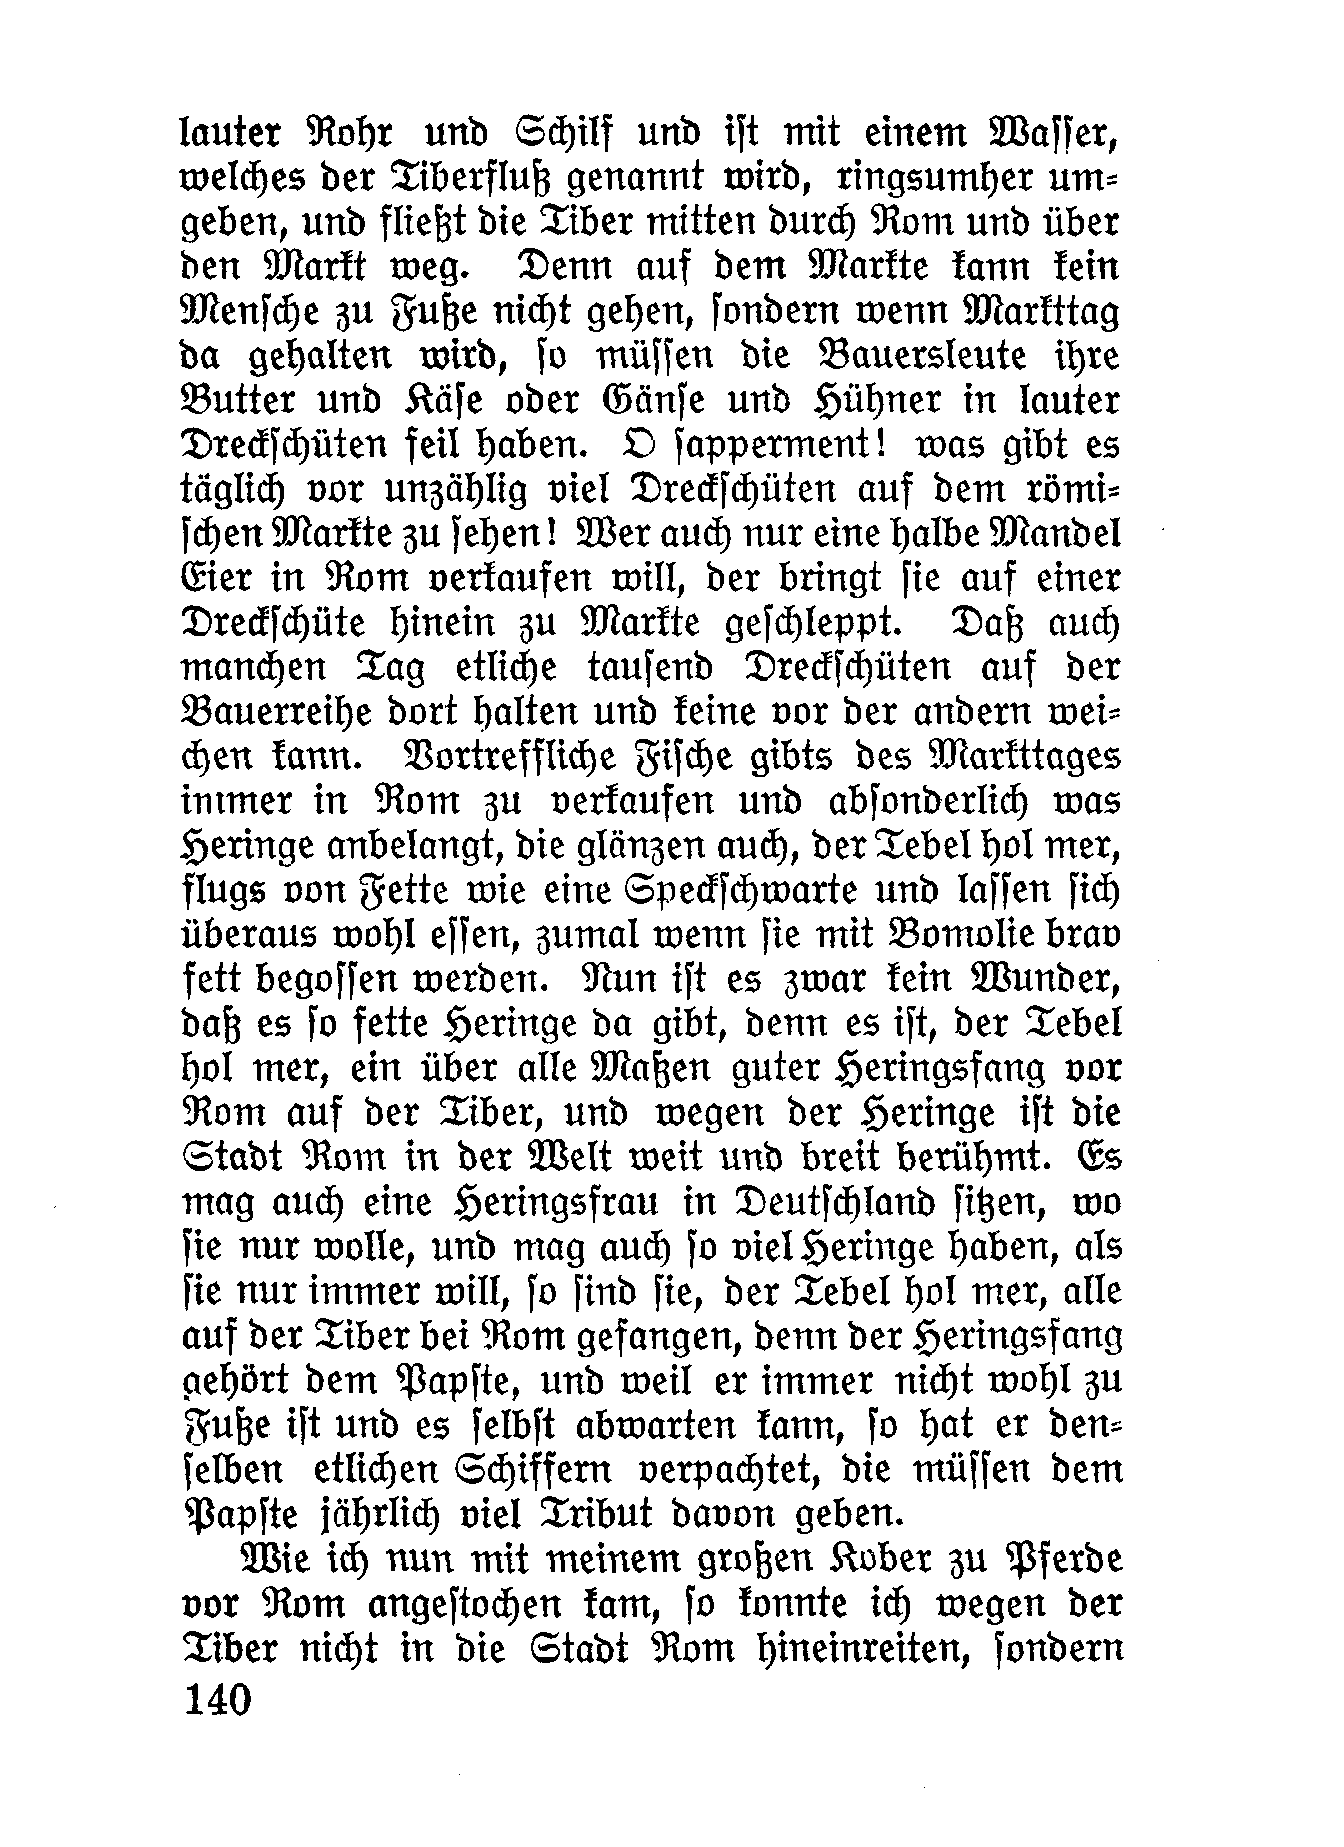 lauter Rohr und Schilf und iſt mit einem Waſſer,
welches der Tiberfluß genannt wird, ringsumher um=
geben, und fließt die Tiber mitten durch Rom und über
den Markt weg. Denn auf dem Markte kann kein
Menſche zu Fuße nicht gehen, ſondern wenn Markttag
da gehalten wird, ſo müſſen die Bauersleute ihre
Butter und Käſe oder Gänſe und Hühner in lauter
Dreckſchüten feil haben. O ſapperment! was gibt es
täglich vor unzählig viel Dreckſchüten auf dem römi=
ſchen Markte zu ſehen! Wer auch nur eine halbe Mandel
Eier in Rom verkaufen will, der bringt ſie auf einer
Dreckſchüte hinein zu Markte geſchleppt. Daß auch
manchen Tag etliche tauſend Dreckſchüten auf der
Bauerreihe dort halten und keine vor der andern wei=
chen kann. Vortreffliche Fiſche gibts des Markttages
immer in Rom zu verkaufen und abſonderlich was
Heringe anbelangt, die glänzen auch, der Tebel hol mer,
flugs von Fette wie eine Speckſchwarte und laſſen ſich
überaus wohl eſſen, zumal wenn ſie mit Bomolie brav
fett begoſſen werden. Nun iſt es zwar kein Wunder,
daß es ſo fette Heringe da gibt, denn es iſt, der Tebel
hol mer, ein über alle Maßen guter Heringsfang vor
Rom auf der Tiber, und wegen der Heringe iſt die
Stadt Rom in der Welt weit und breit berühmt. Es
mag auch eine Heringsfrau in Deutſchland ſitzen, wo
ſie nur wolle, und mag auch ſo viel Heringe haben, als
ſie nur immer will, ſo ſind ſie, der Tebel hol mer, alle
auf der Tiber bei Rom gefangen, denn der Heringsfang
gehört dem Papſte, und weil er immer nicht wohl zu
Fuße iſt und es ſelbſt abwarten kann, ſo hat er den=
ſelben etlichen Schiffern verpachtet, die müſſen dem
Papſte jährlich viel Tribut davon geben.
Wie ich nun mit meinem großen Kober zu Pferde
vor Rom angeſtochen kam, ſo konnte ich wegen der
Tiber nicht in die Stadt Rom hineinreiten, ſondern
140